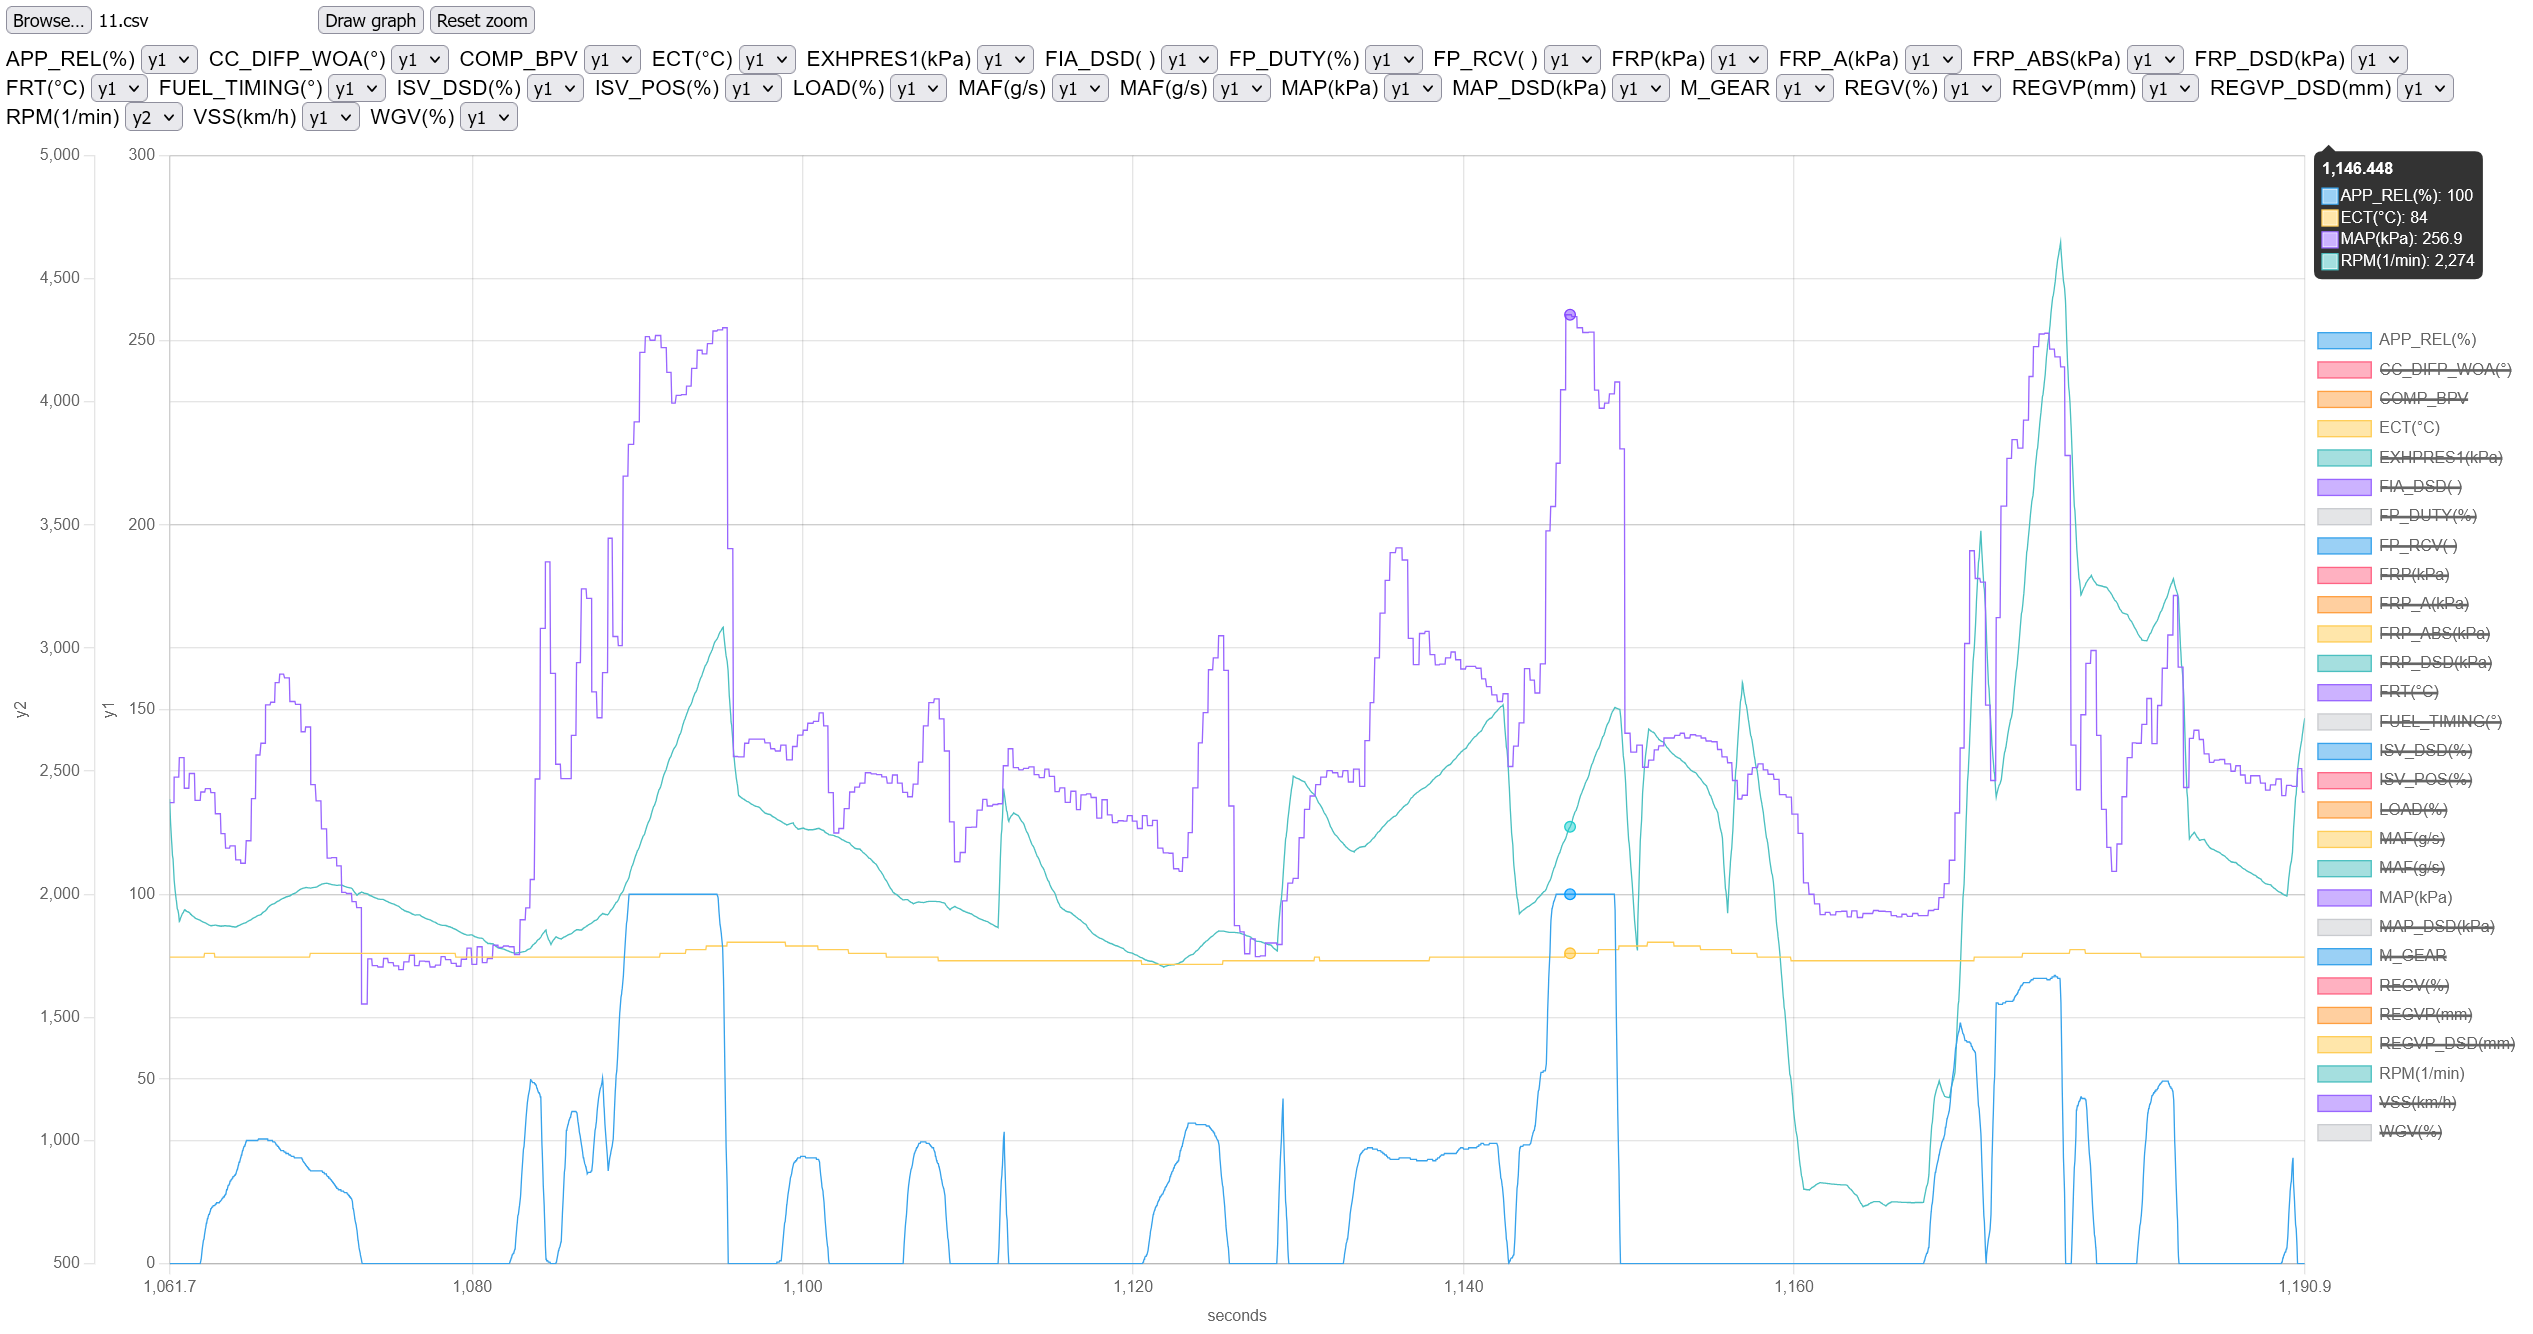 Browse... 11.csv Draw graph Reset zoom
APP_REL(%) y1 CC_DIFP_WOA(°) y1 COMP_BPV y1 ECT(°C) y1 EXHPRES1(kPa) y1 FIA_DSD( ) y1 FP_DUTY(%) y1 FP_RCV( ) y1 FRP(kPa) y1 FRP_A(kPa) y1 FRP_ABS(kPa) y1 FRP_DSD(kPa) y1
FRT(°C) y1 FUEL_TIMING(°) y1 ISV_DSD(%) y1 ISV_POS(%) y1 LOAD(%) y1 MAF(g/s) y1 MAF(g/s) y1 MAP(kPa) y1 MAP_DSD(kPa) y1 M_GEAR y1 REGV(%) y1 REGVP(mm) y1 REGVP_DSD(mm) y1
RPM(1/min) y2 VSS(km/h) y1 WGV(%) y1
5,000
4,500
4,000
3,500
3,000
2,500
2,000
1,500
1,000
500
y2
300
250
200
150
100
50
0
y1
1,061.7 1,080 1,100 1,120 1,140 1,160 1,190.9
seconds
1,146.448
APP_REL(%): 100
ECT(°C): 84
MAP(kPa): 256.9
RPM(1/min): 2,274
APP_REL(%)
CC_DIFP_WOA(°)
COMP_BPV
ECT(°C)
EXHPRES1(kPa)
FIA_DSD( )
FP_DUTY(%)
FP_RCV( )
FRP(kPa)
FRP_A(kPa)
FRP_ABS(kPa)
FRP_DSD(kPa)
FRT(°C)
FUEL_TIMING(°)
ISV_DSD(%)
ISV_POS(%)
LOAD(%)
MAF(g/s)
MAF(g/s)
MAP(kPa)
MAP_DSD(kPa)
M_GEAR
REGV(%)
REGVP(mm)
REGVP_DSD(mm)
RPM(1/min)
VSS(km/h)
WGV(%)